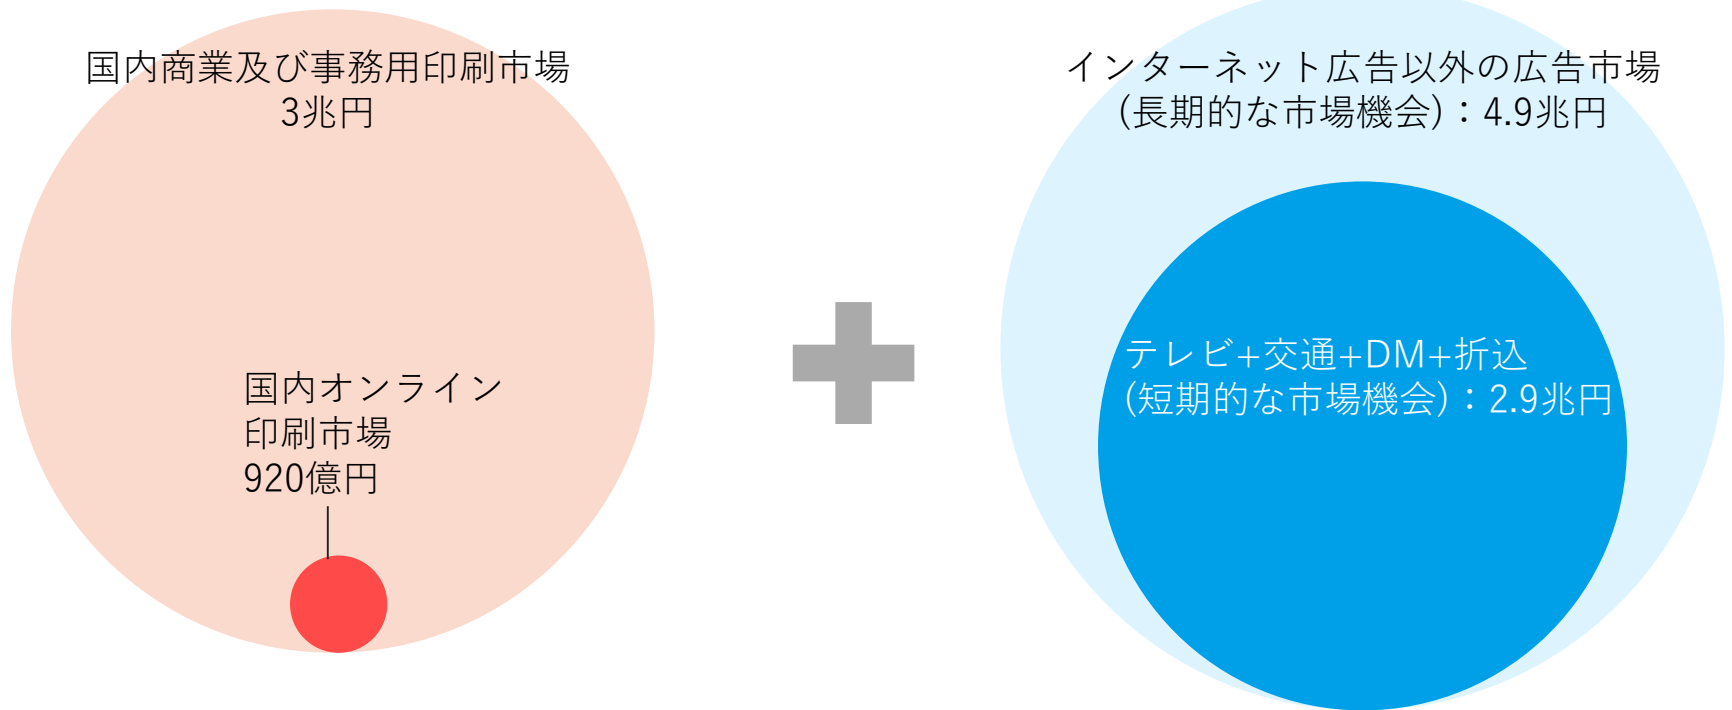 国内商業及び事務用印刷市場
3兆円
国内オンライン
印刷市場
920億円
インターネット広告以外の広告市場
(長期的な市場機会)：4.9兆円
テレビ+交通+DM+折込
(短期的な市場機会)：2.9兆円